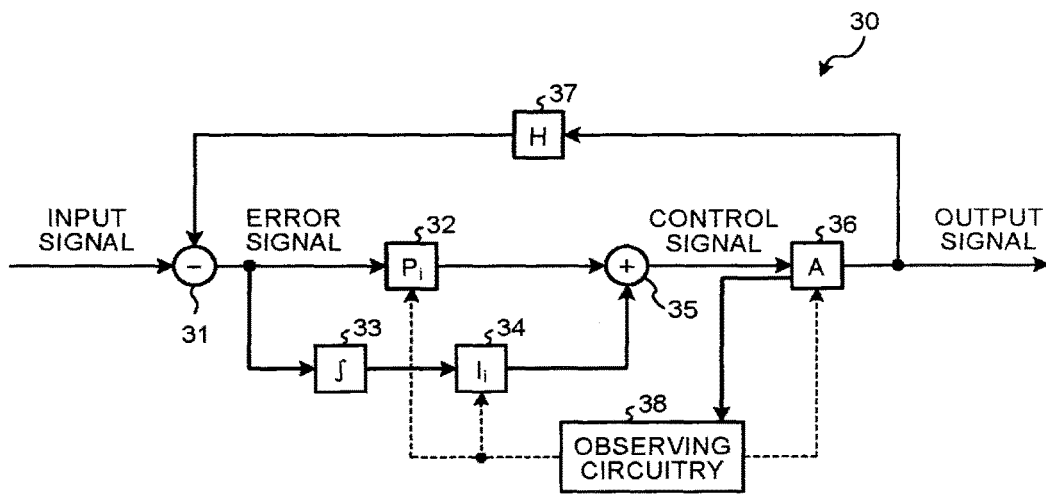 30
37
H
INPUT
SIGNAL
ERROR
SIGNAL
32
CONTROL
SIGNAL
36
OUTPUT
SIGNAL
−
Pi
+
A
31
35
33
34
∫
Ii
38
OBSERVING
CIRCUITRY